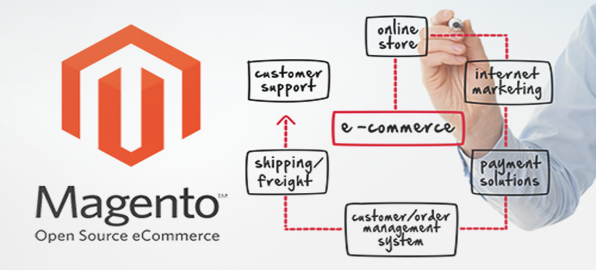 Magento™
Open Source eCommerce
online
store
customer
support
internet
marketing
e-commerce
shipping/
freight
payment
solutions
customer/order
management
system